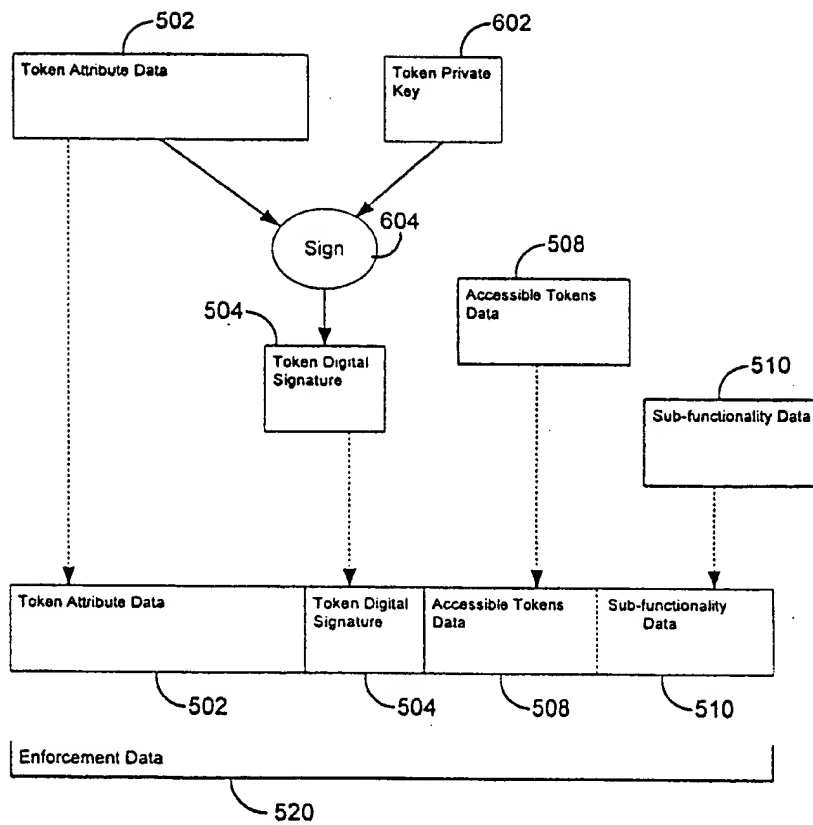 502
602
Token Attribute Data
Token Private
Key
604
Sign
508
Accessible Tokens
Data
504
Token Digital
Signature
510
Sub-functionality Data
Token Attribute Data
Token Digital
Signature
Accessible Tokens
Data
Sub-functionality
Data
502
504
508
510
Enforcement Data
520